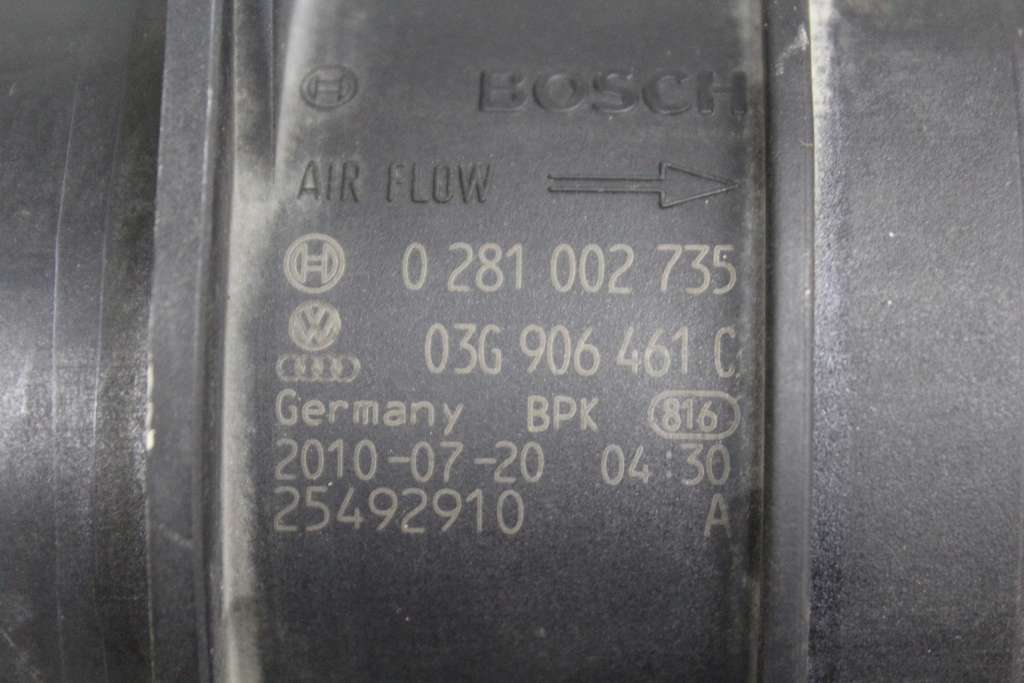 BOSCH
AIR FLOW
0 281 002 735
03G 906 461 C
Germany BPK 816
2010-07-20 04:30
25492910 A